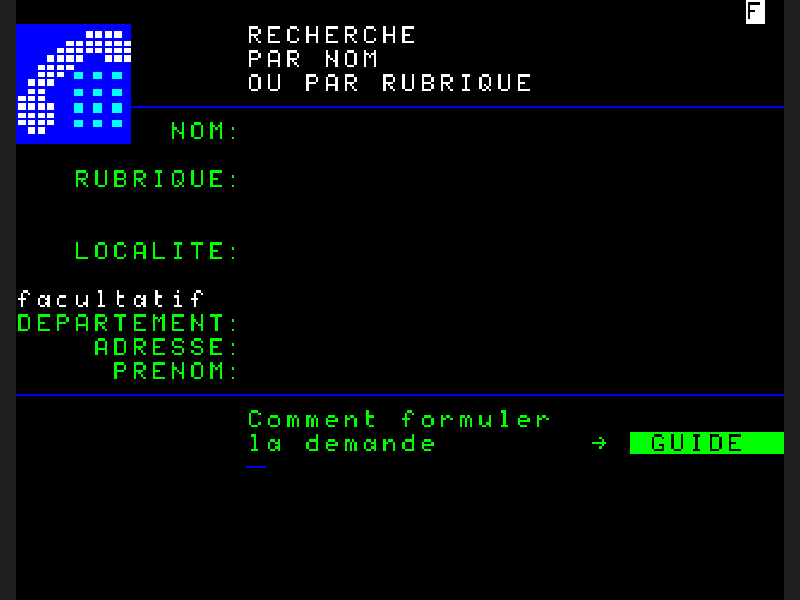 F
RECHERCHE
PAR NOM
OU PAR RUBRIQUE
NOM:
RUBRIQUE:
LOCALITE:
facultatif
DEPARTEMENT:
ADRESSE:
PRENOM:
Comment formuler
la demande → GUIDE